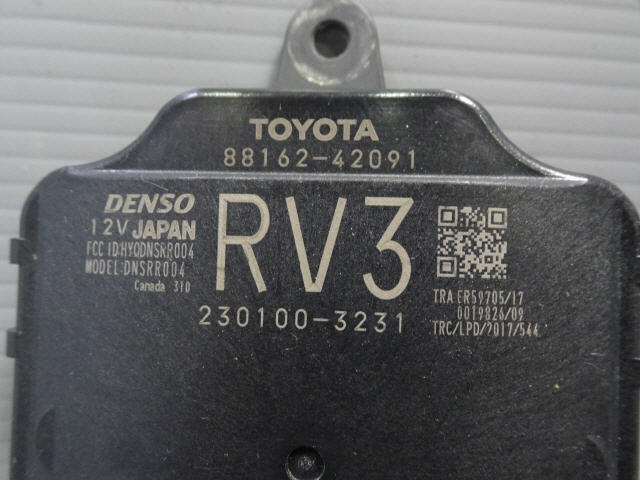 TOYOTA
88162-42091
DENSO
12V JAPAN
FCC ID:HYQDNSRR004
MODEL:DNSRR004
Canada 310
RV3
230100-3231
TRA ER59705/17
0019826/09
TRC/LPD/2017/544